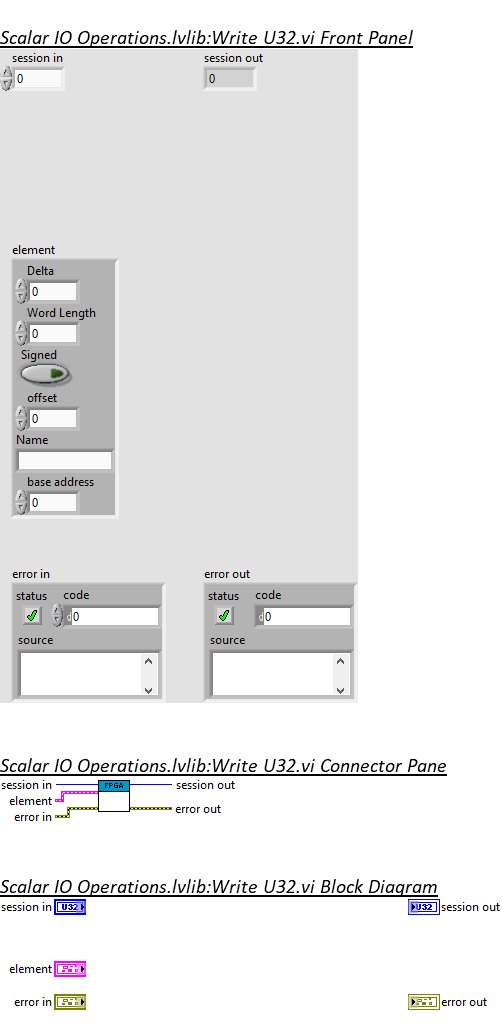 Scalar IO Operations.lvlib:Write U32.vi Front Panel
session in session out
0 0
element
Delta
0
Word Length
0
Signed
offset
0
Name
base address
0
error in error out
status code status code
d0 d0
source source
Scalar IO Operations.lvlib:Write U32.vi Connector Pane
session in FPGA session out
element
error in error out
Scalar IO Operations.lvlib:Write U32.vi Block Diagram
session in U32 U32 session out
element
error in error out